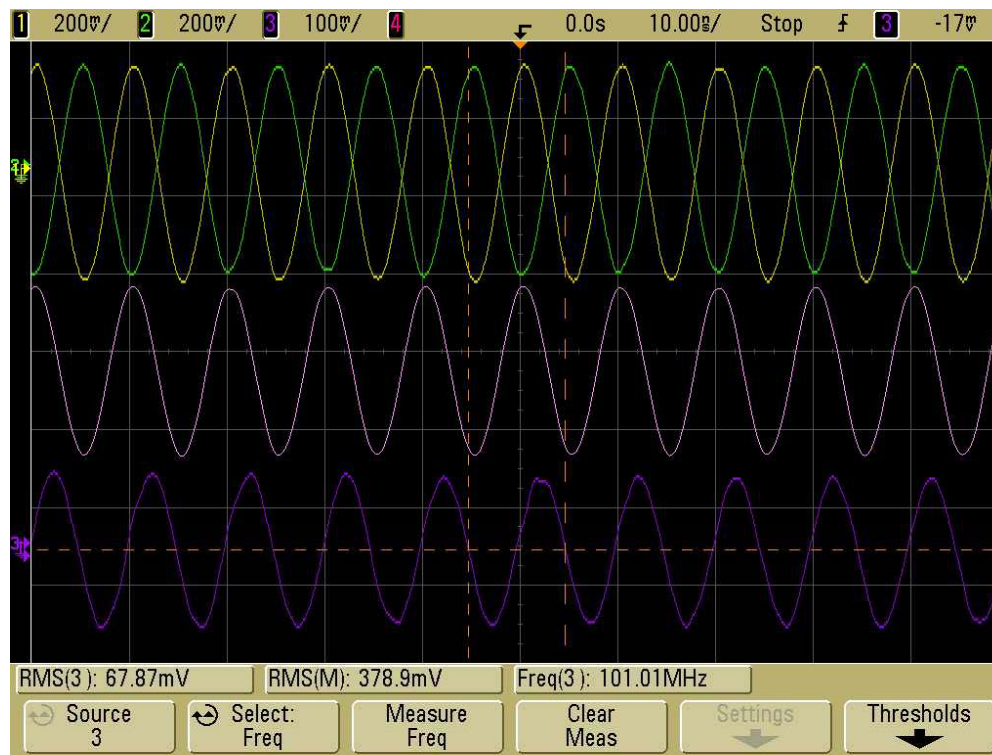 1 200mV/ 2 200mV/ 3 100mV/ 4 0.0s 10.00ns/ Stop 3 -17mV
RMS(3): 67.87mV RMS(M): 378.9mV Freq(3): 101.01MHz
Source Select: Measure Clear Settings Thresholds
3 Freq Freq Meas